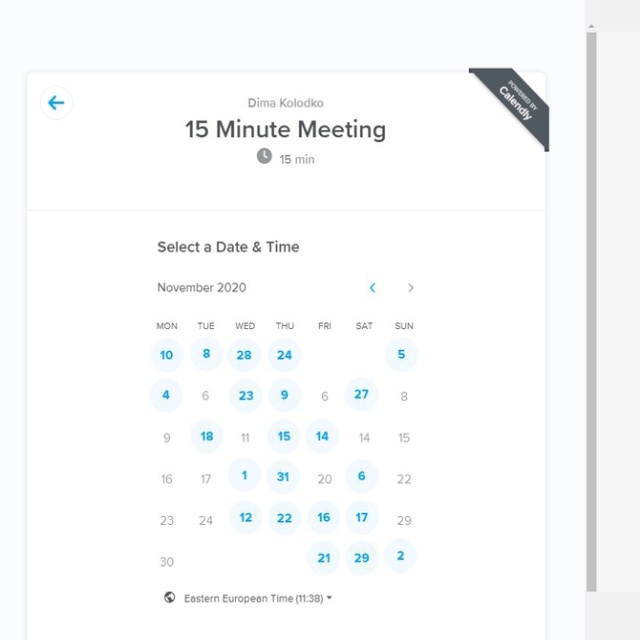 Dima Kolodko
POWERED BY
Calendly
15 Minute Meeting
15 min
Select a Date & Time
November 2020
MON TUE WED THU FRI SAT SUN
10 8 28 24 5
4 6 23 9 6 27 8
9 18 11 15 14 14 15
16 17 1 31 20 6 22
23 24 12 22 16 17 29
30 21 29 2
Eastern European Time (11:38)